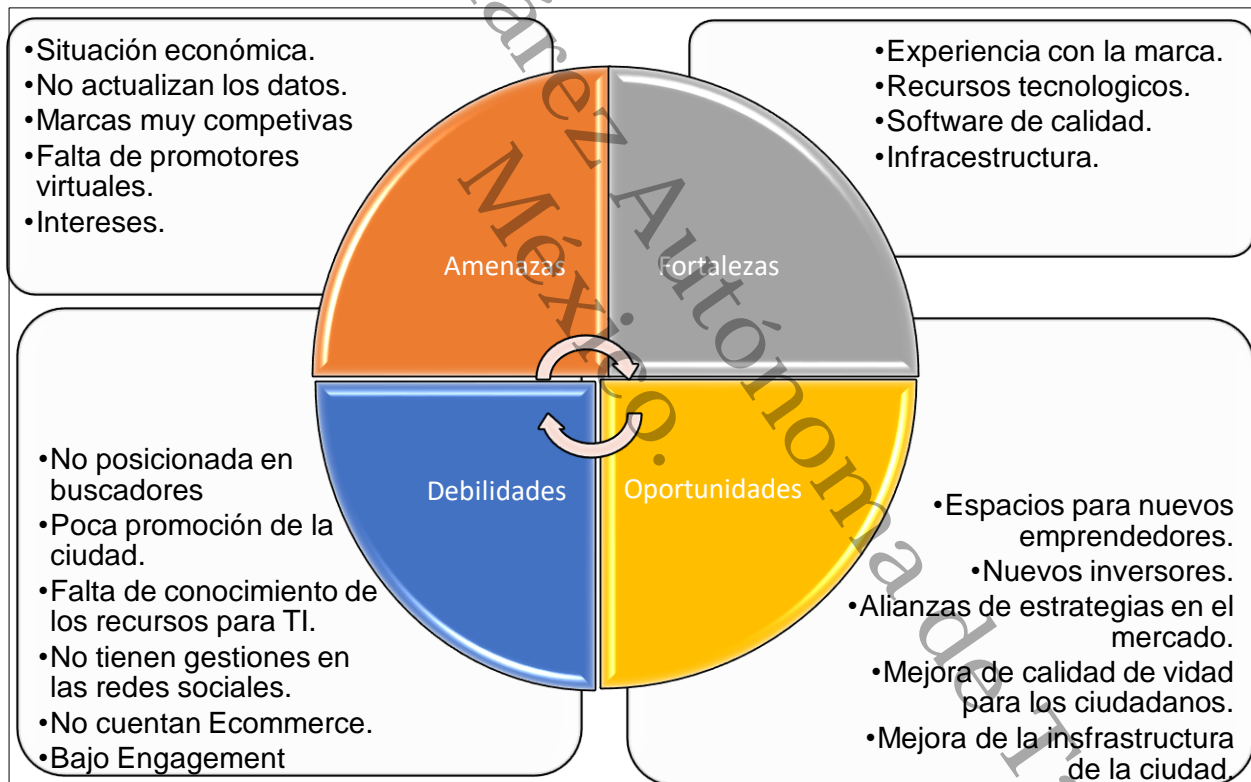 •Situación económica.
•No actualizan los datos.
•Marcas muy competivas
•Falta de promotores
virtuales.
•Intereses.
•Experiencia con la marca.
•Recursos tecnologicos.
•Software de calidad.
•Infracestructura.
Amenazas
Fortalezas
Debilidades
Oportunidades
•No posicionada en
buscadores
•Poca promoción de la
ciudad.
•Falta de conocimiento de
los recursos para TI.
•No tienen gestiones en
las redes sociales.
•No cuentan Ecommerce.
•Bajo Engagement
•Espacios para nuevos
emprendedores.
•Nuevos inversores.
•Alianzas de estrategias en el
mercado.
•Mejora de calidad de vidad
para los ciudadanos.
•Mejora de la insfrastructura
de la ciudad.
Autónoma de
México.